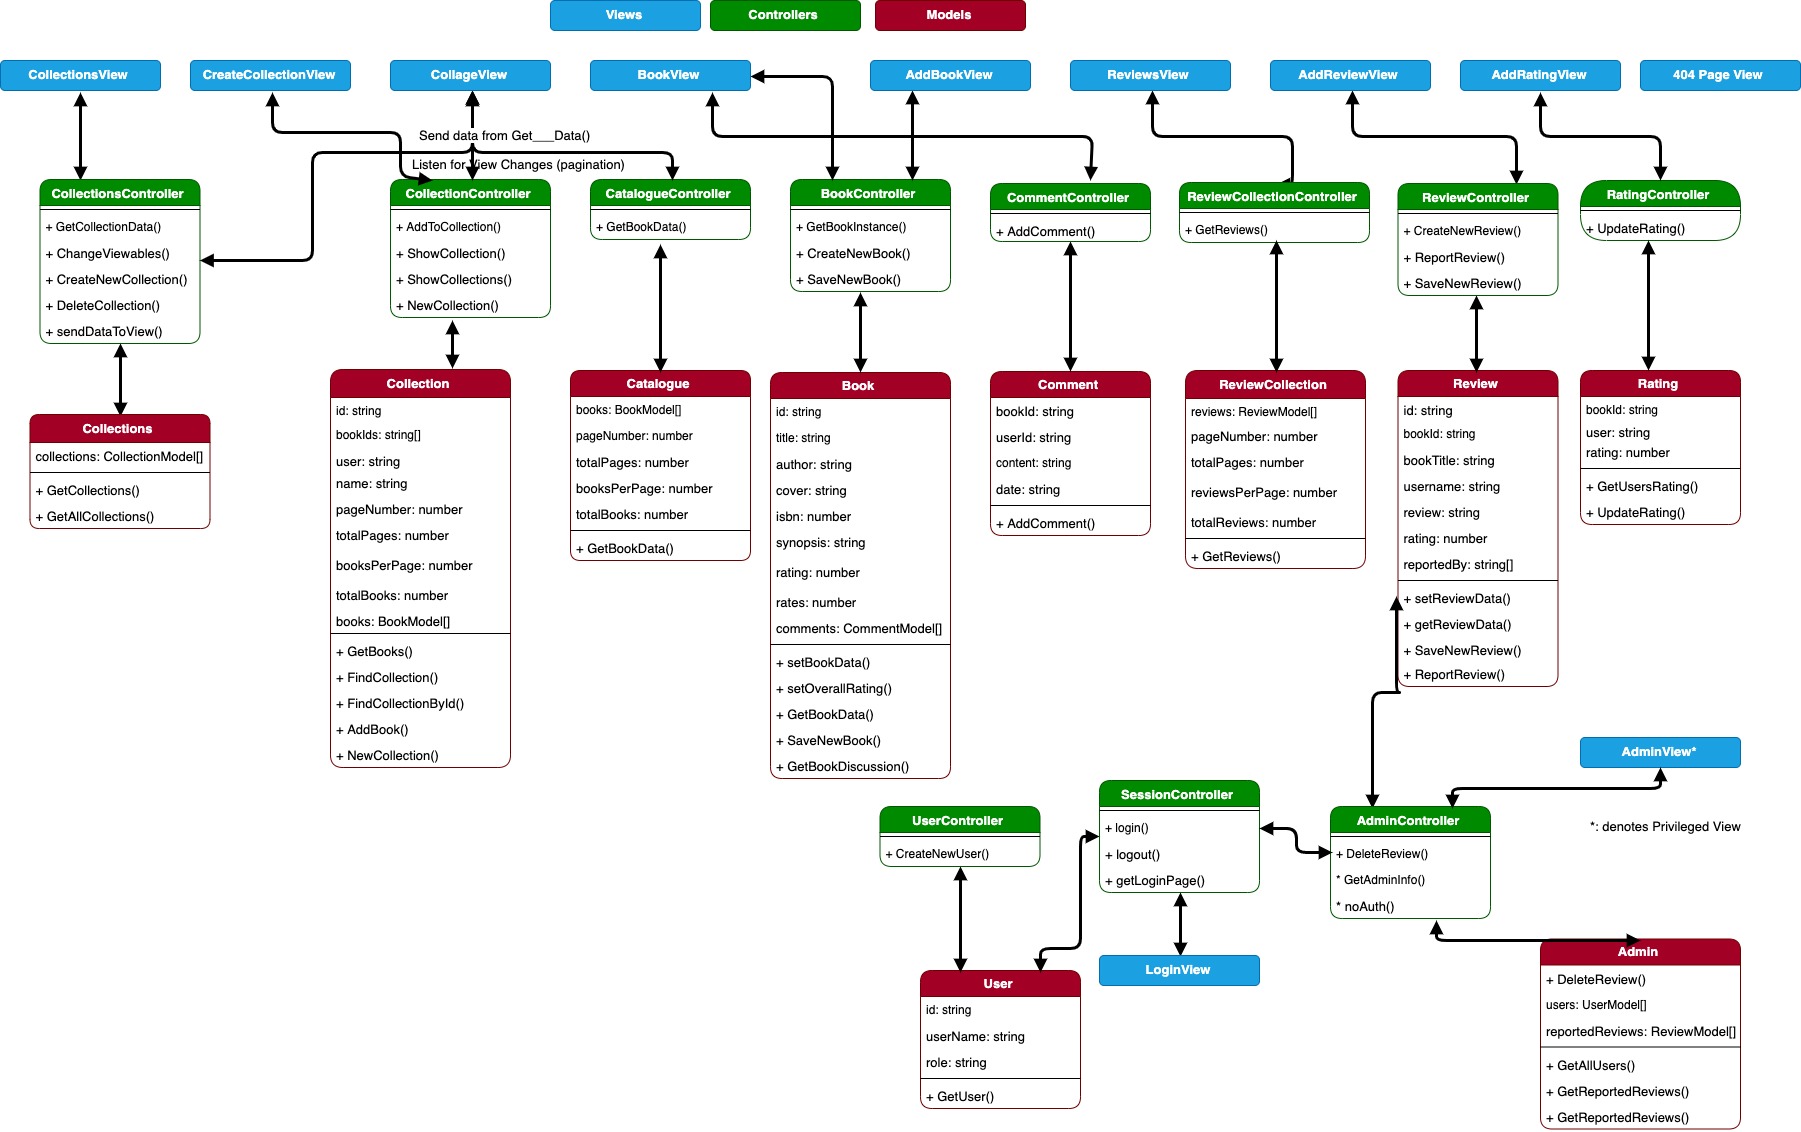 Views
Controllers
Models
CollectionsView
CreateCollectionView
CollageView
BookView
AddBookView
ReviewsView
AddReviewView
AddRatingView
404 Page View
Send data from Get___Data()
Listen for View Changes (pagination)
CollectionsController
+ GetCollectionData()
+ ChangeViewables()
+ CreateNewCollection()
+ DeleteCollection()
+ sendDataToView()
CollectionController
+ AddToCollection()
+ ShowCollection()
+ ShowCollections()
+ NewCollection()
CatalogueController
+ GetBookData()
BookController
+ GetBookInstance()
+ CreateNewBook()
+ SaveNewBook()
CommentController
+ AddComment()
ReviewCollectionController
+ GetReviews()
ReviewController
+ CreateNewReview()
+ ReportReview()
+ SaveNewReview()
RatingController
+ UpdateRating()
Collections
collections: CollectionModel[]
+ GetCollections()
+ GetAllCollections()
Collection
id: string
bookIds: string[]
user: string
name: string
pageNumber: number
totalPages: number
booksPerPage: number
totalBooks: number
books: BookModel[]
+ GetBooks()
+ FindCollection()
+ FindCollectionById()
+ AddBook()
+ NewCollection()
Catalogue
books: BookModel[]
pageNumber: number
totalPages: number
booksPerPage: number
totalBooks: number
+ GetBookData()
Book
id: string
title: string
author: string
cover: string
isbn: number
synopsis: string
rating: number
rates: number
comments: CommentModel[]
+ setBookData()
+ setOverallRating()
+ GetBookData()
+ SaveNewBook()
+ GetBookDiscussion()
Comment
bookId: string
userId: string
content: string
date: string
+ AddComment()
ReviewCollection
reviews: ReviewModel[]
pageNumber: number
totalPages: number
reviewsPerPage: number
totalReviews: number
+ GetReviews()
Review
id: string
bookId: string
bookTitle: string
username: string
review: string
rating: number
reportedBy: string[]
+ setReviewData()
+ getReviewData()
+ SaveNewReview()
+ ReportReview()
Rating
bookId: string
user: string
rating: number
+ GetUsersRating()
+ UpdateRating()
AdminView*
*: denotes Privileged View
UserController
+ CreateNewUser()
SessionController
+ login()
+ logout()
+ getLoginPage()
AdminController
+ DeleteReview()
* GetAdminInfo()
* noAuth()
LoginView
User
id: string
userName: string
role: string
+ GetUser()
Admin
+ DeleteReview()
users: UserModel[]
reportedReviews: ReviewModel[]
+ GetAllUsers()
+ GetReportedReviews()
+ GetReportedReviews()